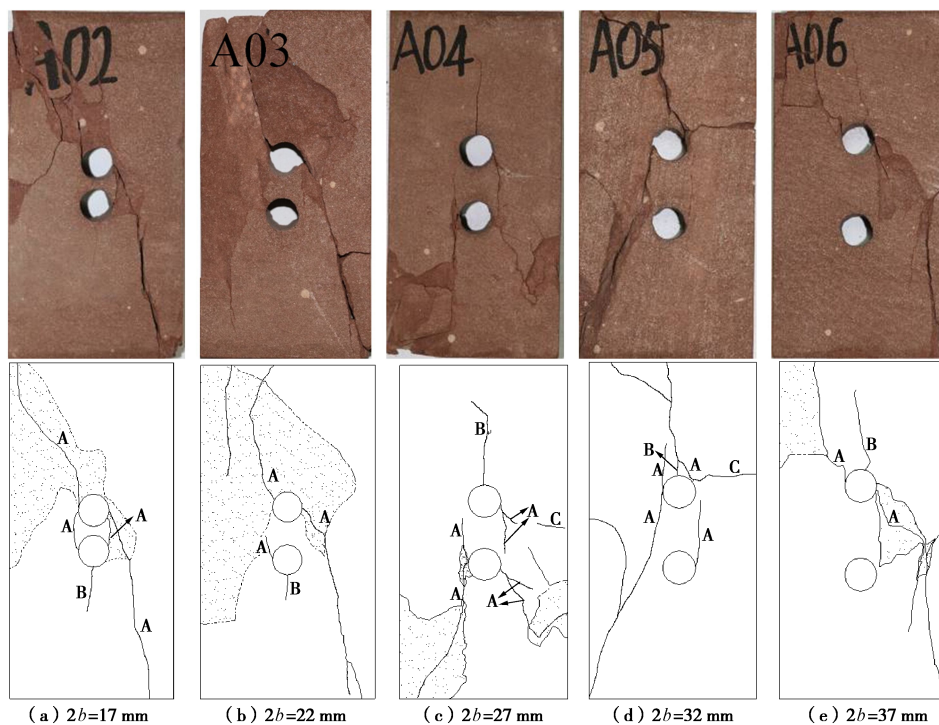 A02 A03 A04 A05 A06
A A A B A
A A A B
A B
B A C
A
A A
B A A C
A
A
A B
A
(a) 2b=17 mm (b) 2b=22 mm (c) 2b=27 mm (d) 2b=32 mm (e) 2b=37 mm